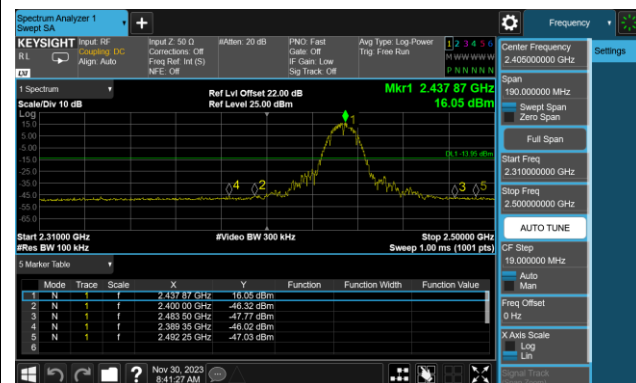 Spectrum Analyzer 1
Swept SA
Frequency
KEYSIGHT
RL
LXI
Input: RF
Coupling: DC
Align: Auto
Input Z: 50 Ω
Corrections: Off
Freq Ref: Int (S)
NFE: Off
#Atten: 20 dB
PNO: Fast
Gate: Off
IF Gain: Low
Sig Track: Off
Avg Type: Log-Power
Trig: Free Run
1 2 3 4 5 6
M W W W W W
P N N N N N
1 Spectrum
Scale/Div 10 dB
Ref Lvl Offset 22.00 dB
Ref Level 25.00 dBm
Mkr1 2.437 87 GHz
16.05 dBm
Log
15.0
5.00
-5.00
-15.0
-25.0
-35.0
-45.0
-55.0
-65.0
DL1 -13.95 dBm
1
4
2
3
5
Start 2.31000 GHz
#Res BW 100 kHz
#Video BW 300 kHz
Stop 2.50000 GHz
Sweep 1.00 ms (1001 pts)
5 Marker Table
Mode Trace Scale X Y Function Function Width Function Value
1 N 1 f 2.437 87 GHz 16.05 dBm
2 N 1 f 2.400 00 GHz -46.32 dBm
3 N 1 f 2.483 50 GHz -47.77 dBm
4 N 1 f 2.389 35 GHz -46.02 dBm
5 N 1 f 2.492 25 GHz -47.03 dBm
6
Nov 30, 2023
8:41:27 AM
Center Frequency
2.405000000 GHz
Span
190.000000 MHz
Swept Span
Zero Span
Full Span
Start Freq
2.310000000 GHz
Stop Freq
2.500000000 GHz
AUTO TUNE
CF Step
19.000000 MHz
Auto
Man
Freq Offset
0 Hz
X Axis Scale
Log
Lin
Signal Track
Settings